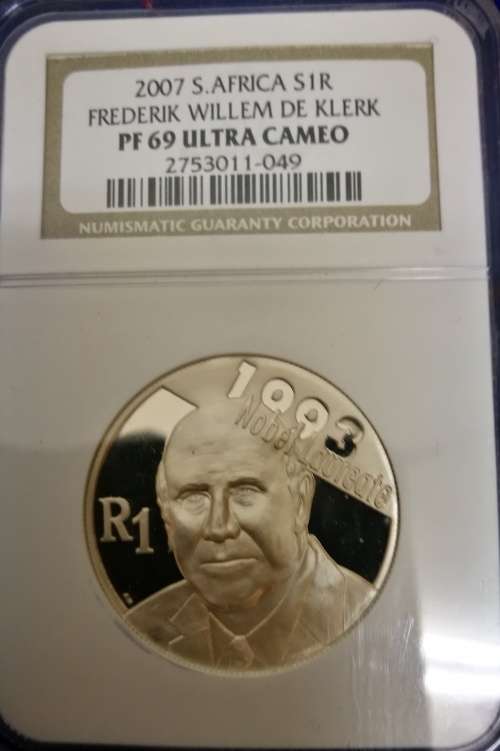 2007 S.AFRICA S1R
FREDERIK WILLEM DE KLERK
PF 69 ULTRA CAMEO
2753011-049
NUMISMATIC GUARANTY CORPORATION
1993
Nobel Laureate
R1